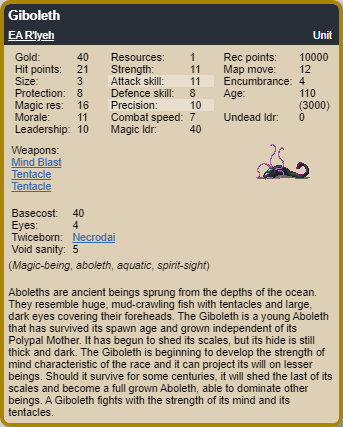 Giboleth
EA R'lyeh Unit
Gold: 40 Resources: 1 Rec points: 10000
Hit points: 21 Strength: 11 Map move: 12
Size: 3 Attack skill: 11 Encumbrance: 4
Protection: 8 Defence skill: 8 Age: 110
Magic res: 16 Precision: 10 (3000)
Morale: 11 Combat speed: 7 Undead ldr: 0
Leadership: 10 Magic ldr: 40
Weapons:
Mind Blast
Tentacle
Tentacle
Basecost: 40
Eyes: 4
Twiceborn: Necrodai
Void sanity: 5
(Magic-being, aboleth, aquatic, spirit-sight)
Aboleths are ancient beings sprung from the depths of the ocean.
They resemble huge, mud-crawling fish with tentacles and large,
dark eyes covering their foreheads. The Giboleth is a young Aboleth
that has survived its spawn age and grown independent of its
Polypal Mother. It has begun to shed its scales, but its hide is still
thick and dark. The Giboleth is beginning to develop the strength of
mind characteristic of the race and it can project its will on lesser
beings. Should it survive for some centuries, it will shed the last of its
scales and become a full grown Aboleth, able to dominate other
beings. A Giboleth fights with the strength of its mind and its
tentacles.